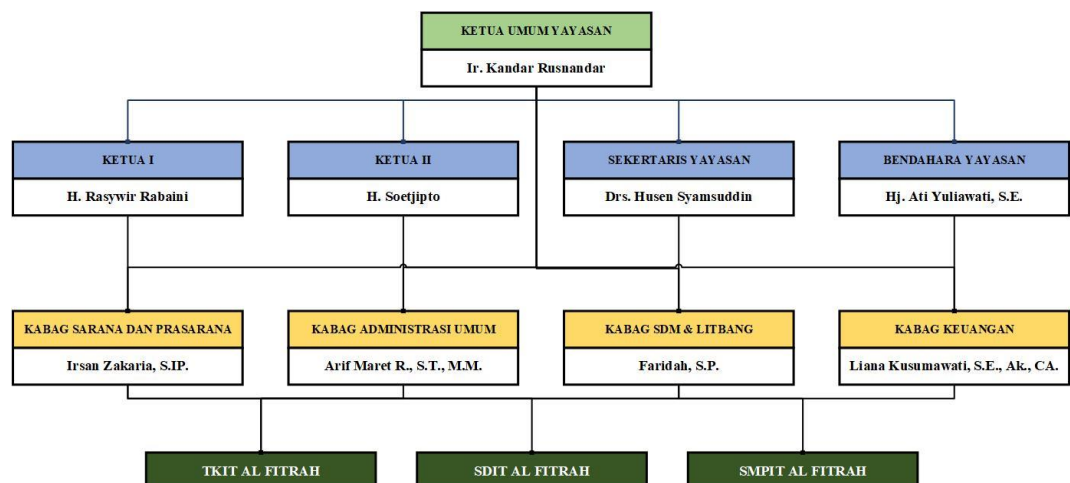 KETUA UMUM YAYASAN
Ir. Kandar Rusnandar
KETUA I
H. Rasywir Rabaini
KETUA II
H. Soetjipto
SEKERTARIS YAYASAN
Drs. Husen Syamsuddin
BENDAHARA YAYASAN
Hj. Ati Yuliawati, S.E.
KABAG SARANA DAN PRASARANA
Irsan Zakaria, S.IP.
KABAG ADMINISTRASI UMUM
Arif Maret R., S.T., M.M.
KABAG SDM & LITBANG
Faridah, S.P.
KABAG KEUANGAN
Liana Kusumawati, S.E., Ak., CA.
TKIT AL FITRAH
SDIT AL FITRAH
SMPIT AL FITRAH